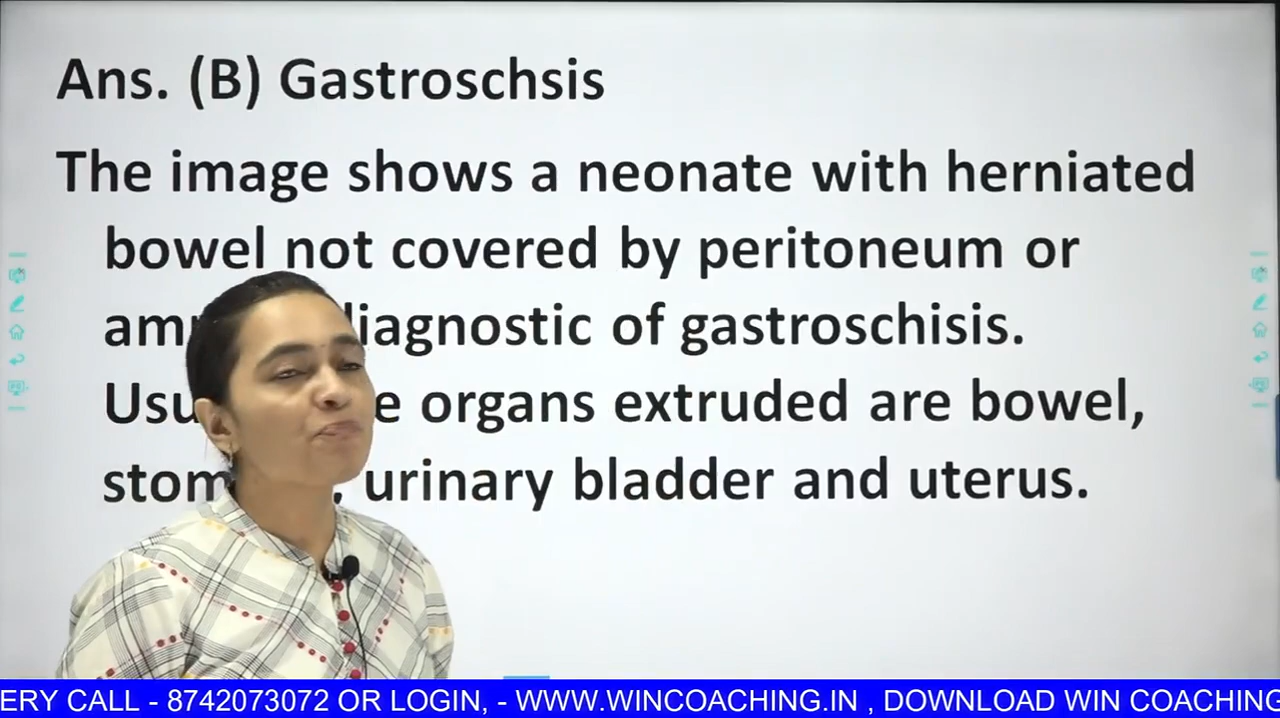 Ans. (B) Gastroschsis
The image shows a neonate with herniated
bowel not covered by peritoneum or
diagnostic of gastroschisis.
organs extruded are bowel,
urinary bladder and uterus.
ERY CALL - 8742073072 OR LOGIN, - WWW.WINCOACHING.IN , DOWNLOAD WIN COACHING